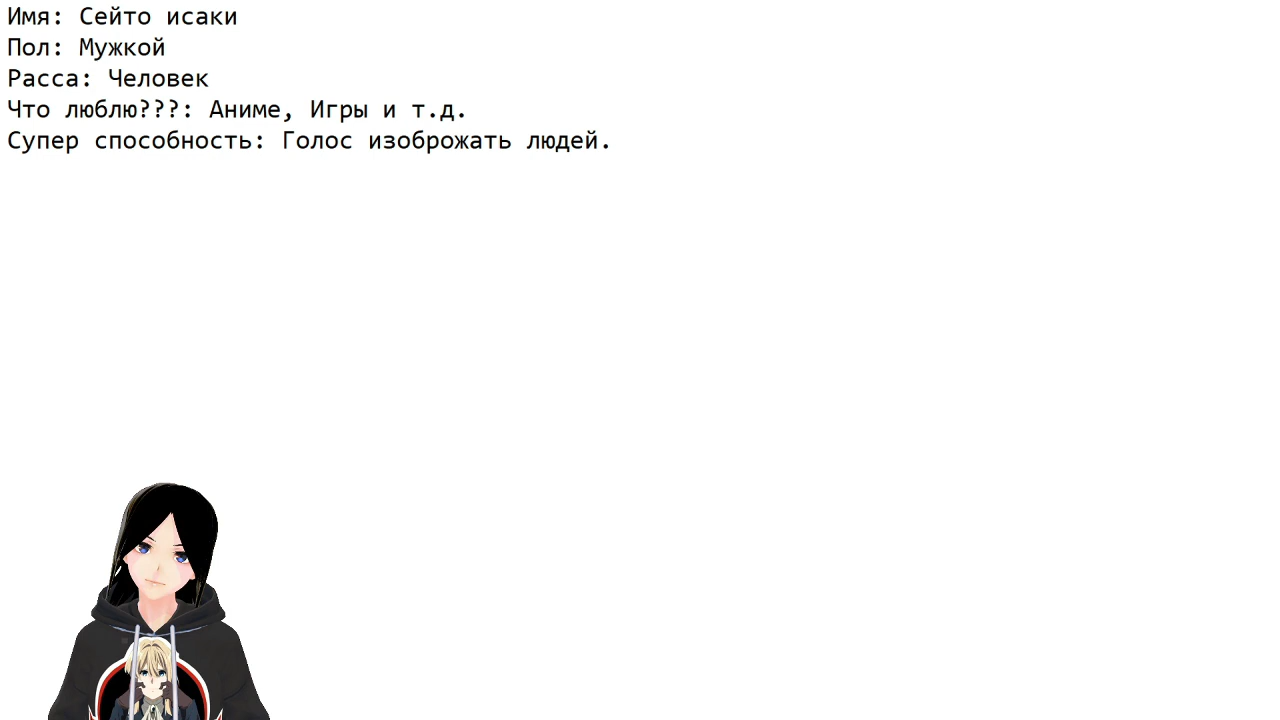 Имя: Сейто исаки
Пол: Мужкой
Расса: Человек
Что люблю???: Аниме, Игры и т.д.
Супер способность: Голос изоброжать людей.